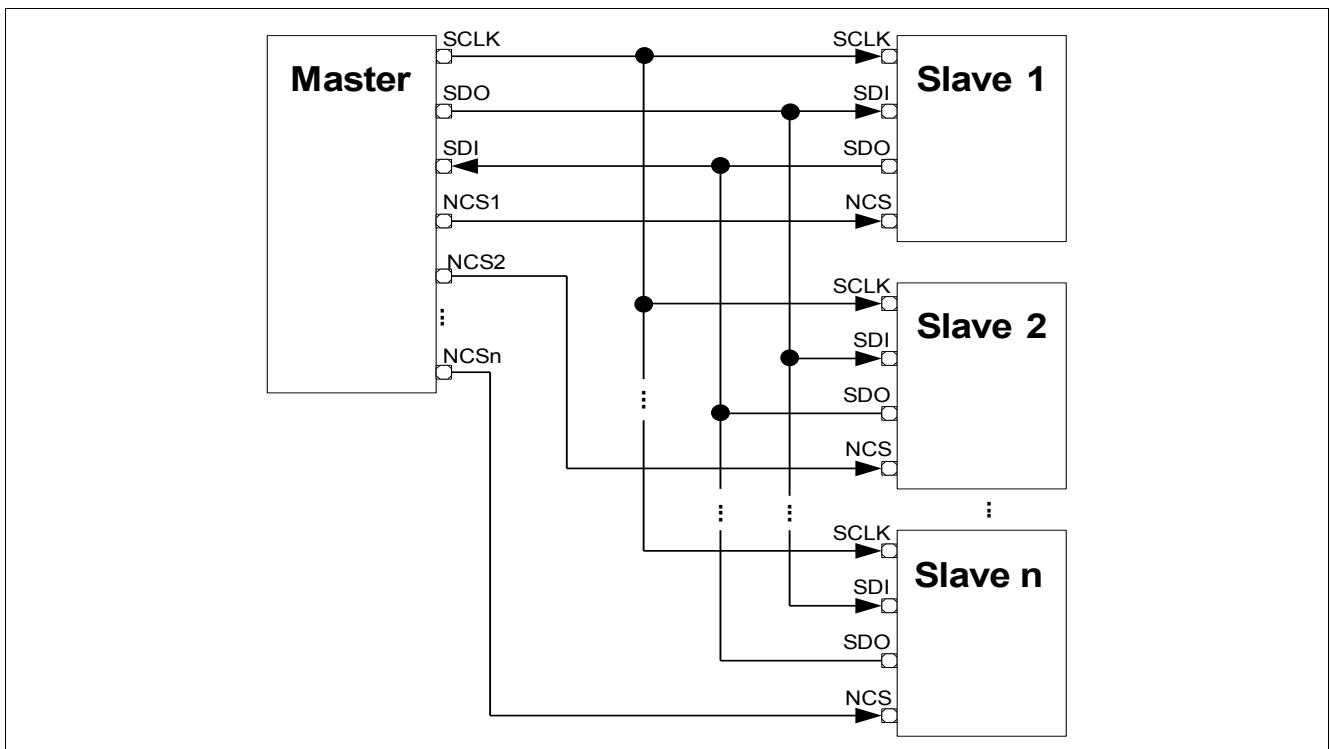 Master
SCLK
SDO
SDI
NCS1
NCS2
...
NCSn
SCLK
SDI
SDO
NCS
Slave 1
SCLK
SDI
SDO
NCS
Slave 2
...
...
...
...
SCLK
SDI
SDO
NCS
Slave n